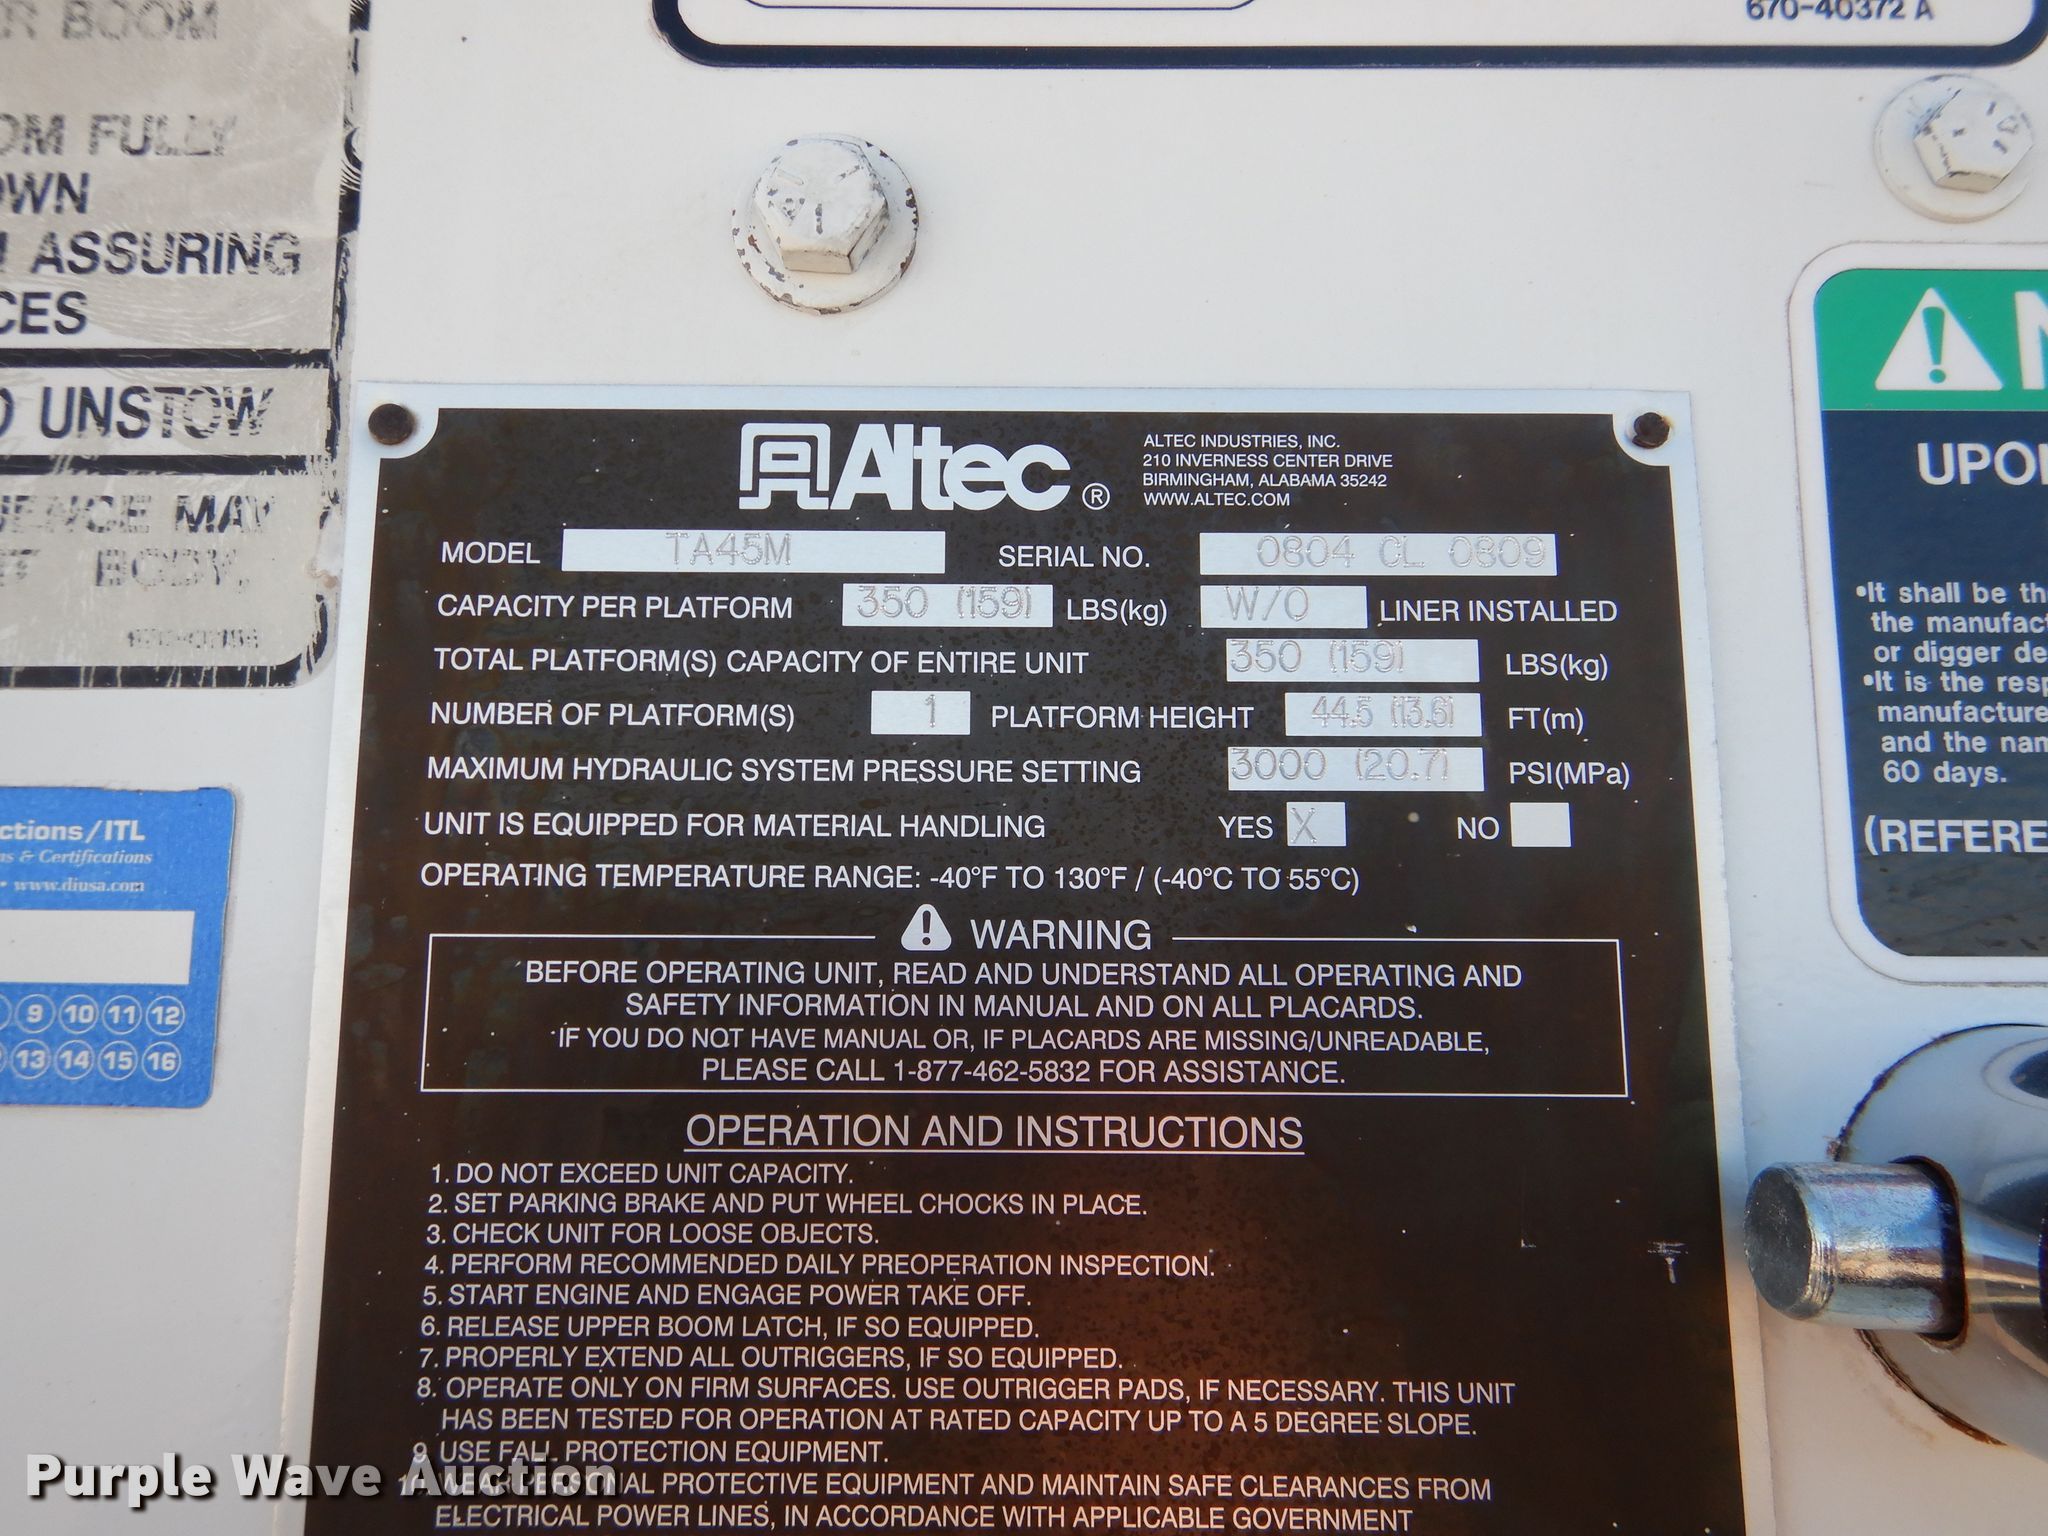 670-40372 A
R BOOM
OM FULLY
OWN
ASSURING
CES
O UNSTOW
UENCE MAY
BODY.
Altec®
ALTEC INDUSTRIES, INC.
210 INVERNESS CENTER DRIVE
BIRMINGHAM, ALABAMA 35242
WWW.ALTEC.COM
MODEL TA45M SERIAL NO. 0804 CL 0809
CAPACITY PER PLATFORM 350 (159) LBS(kg) W/O LINER INSTALLED
TOTAL PLATFORM(S) CAPACITY OF ENTIRE UNIT 350 (159) LBS(kg)
NUMBER OF PLATFORM(S) 1 PLATFORM HEIGHT 44.5 (13.6) FT(m)
MAXIMUM HYDRAULIC SYSTEM PRESSURE SETTING 3000 (20.7) PSI(MPa)
UNIT IS EQUIPPED FOR MATERIAL HANDLING YES X NO
OPERATING TEMPERATURE RANGE: -40°F TO 130°F / (-40°C TO 55°C)
WARNING
BEFORE OPERATING UNIT, READ AND UNDERSTAND ALL OPERATING AND
SAFETY INFORMATION IN MANUAL AND ON ALL PLACARDS.
IF YOU DO NOT HAVE MANUAL OR, IF PLACARDS ARE MISSING/UNREADABLE,
PLEASE CALL 1-877-462-5832 FOR ASSISTANCE.
OPERATION AND INSTRUCTIONS
1. DO NOT EXCEED UNIT CAPACITY.
2. SET PARKING BRAKE AND PUT WHEEL CHOCKS IN PLACE.
3. CHECK UNIT FOR LOOSE OBJECTS.
4. PERFORM RECOMMENDED DAILY PREOPERATION INSPECTION.
5. START ENGINE AND ENGAGE POWER TAKE OFF.
6. RELEASE UPPER BOOM LATCH, IF SO EQUIPPED.
7. PROPERLY EXTEND ALL OUTRIGGERS, IF SO EQUIPPED.
8. OPERATE ONLY ON FIRM SURFACES. USE OUTRIGGER PADS, IF NECESSARY. THIS UNIT
HAS BEEN TESTED FOR OPERATION AT RATED CAPACITY UP TO A 5 DEGREE SLOPE.
9. USE FALL PROTECTION EQUIPMENT.
10. WEAR PERSONAL PROTECTIVE EQUIPMENT AND MAINTAIN SAFE CLEARANCES FROM
ELECTRICAL POWER LINES, IN ACCORDANCE WITH APPLICABLE GOVERNMENT
ctions/ITL
ns & Certifications
• www.diusa.com
9 10 11 12
13 14 15 16
UPO
•It shall be th
the manufac
or digger de
•It is the resp
manufacture
and the nam
60 days.
(REFERE
Purple Wave Auction